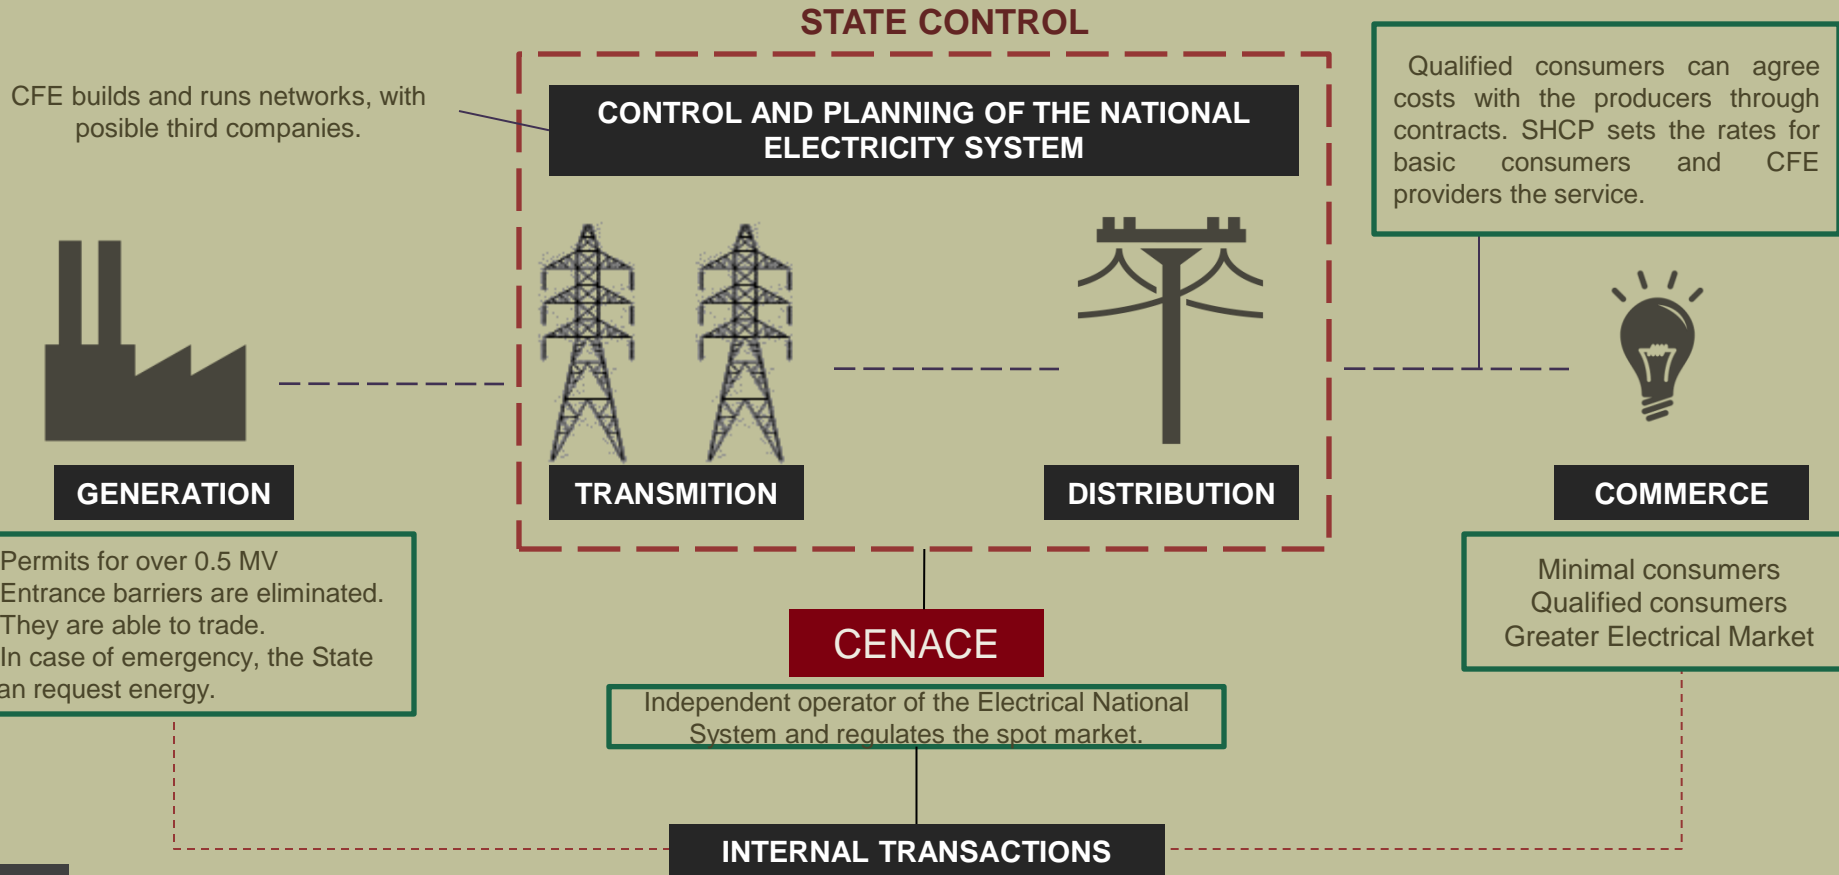 STATE CONTROL
CFE builds and runs networks, with
posible third companies.
CONTROL AND PLANNING OF THE NATIONAL
ELECTRICITY SYSTEM
Qualified consumers can agree
costs with the producers through
contracts. SHCP sets the rates for
basic consumers and CFE
providers the service.
GENERATION
TRANSMITION
DISTRIBUTION
COMMERCE
Permits for over 0.5 MV
Entrance barriers are eliminated.
They are able to trade.
In case of emergency, the State
an request energy.
CENACE
Independent operator of the Electrical National
System and regulates the spot market.
Minimal consumers
Qualified consumers
Greater Electrical Market
INTERNAL TRANSACTIONS